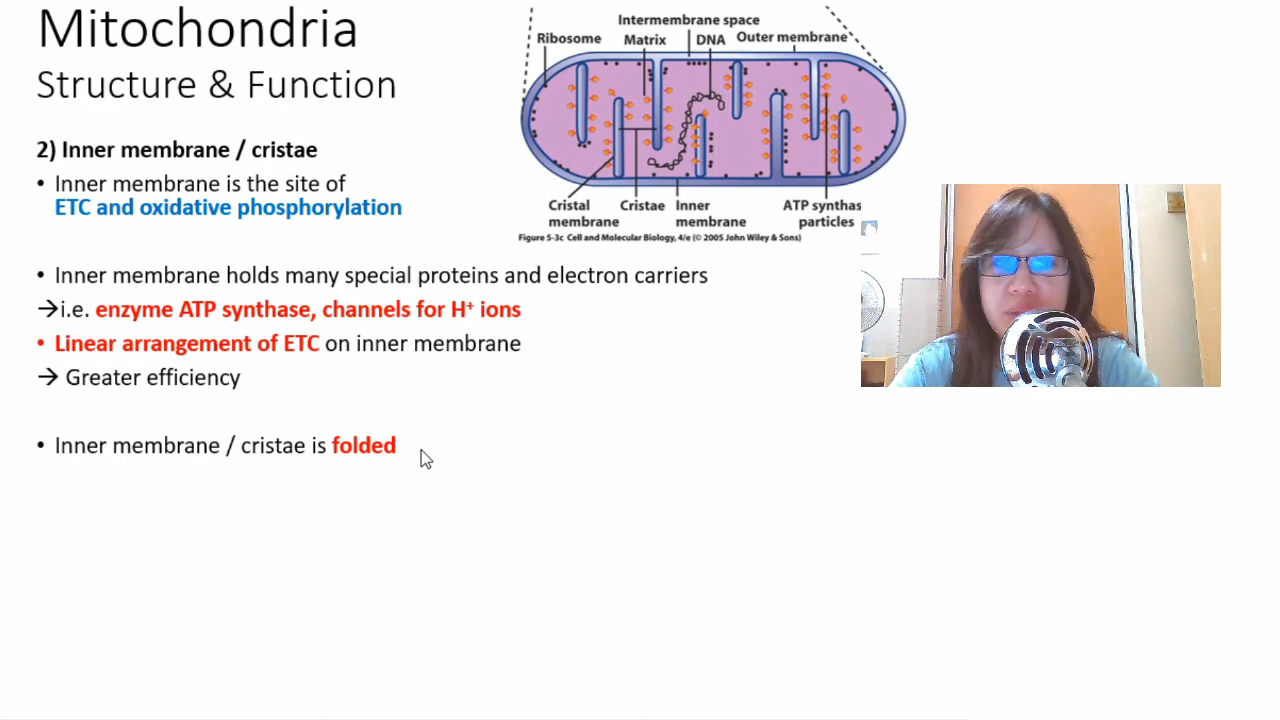 Mitochondria
Structure & Function
2) Inner membrane / cristae
• Inner membrane is the site of
ETC and oxidative phosphorylation
• Inner membrane holds many special proteins and electron carriers
→i.e. enzyme ATP synthase, channels for H⁺ ions
• Linear arrangement of ETC on inner membrane
→ Greater efficiency
• Inner membrane / cristae is folded
Intermembrane space
Ribosome Matrix DNA Outer membrane
Cristal membrane
Cristae
Inner membrane
ATP synthas particles
Figure 5-3c Cell and Molecular Biology, 4/e (© 2005 John Wiley & Sons)